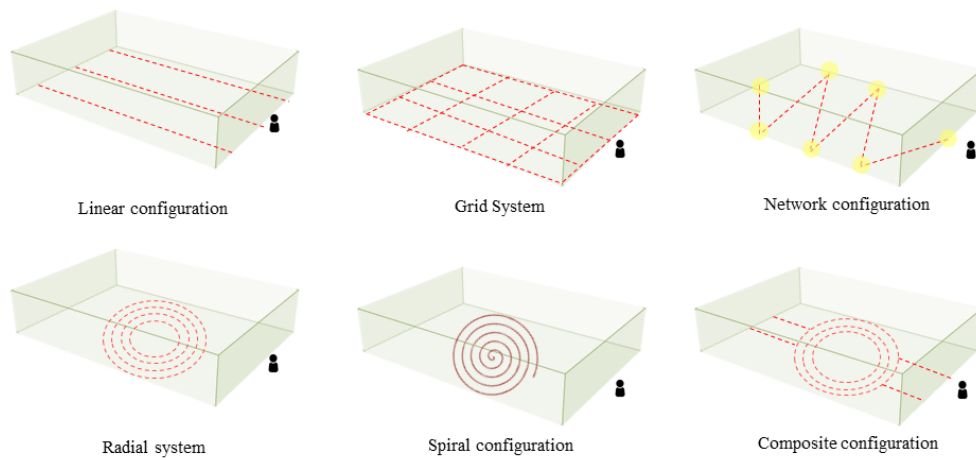 Linear configuration
Grid System
Network configuration
Radial system
Spiral configuration
Composite configuration